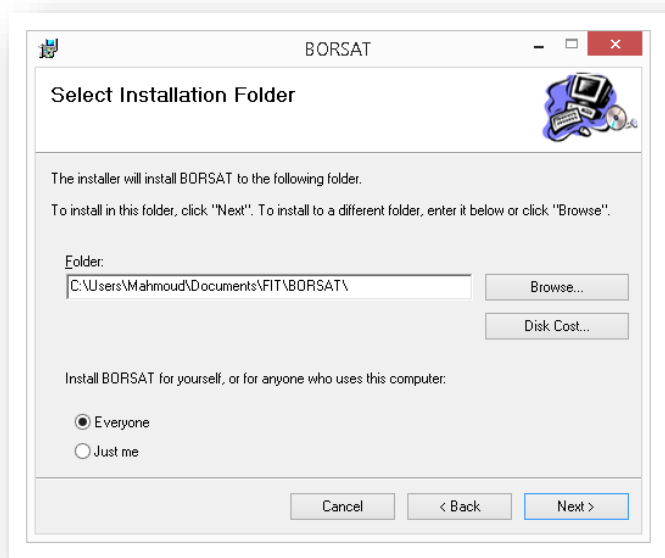 BORSAT
Select Installation Folder
The installer will install BORSAT to the following folder.
To install in this folder, click "Next". To install to a different folder, enter it below or click "Browse".
Folder:
C:\Users\Mahmoud\Documents\FIT\BORSAT\
Browse...
Disk Cost...
Install BORSAT for yourself, or for anyone who uses this computer:
Everyone
Just me
Cancel
< Back
Next >